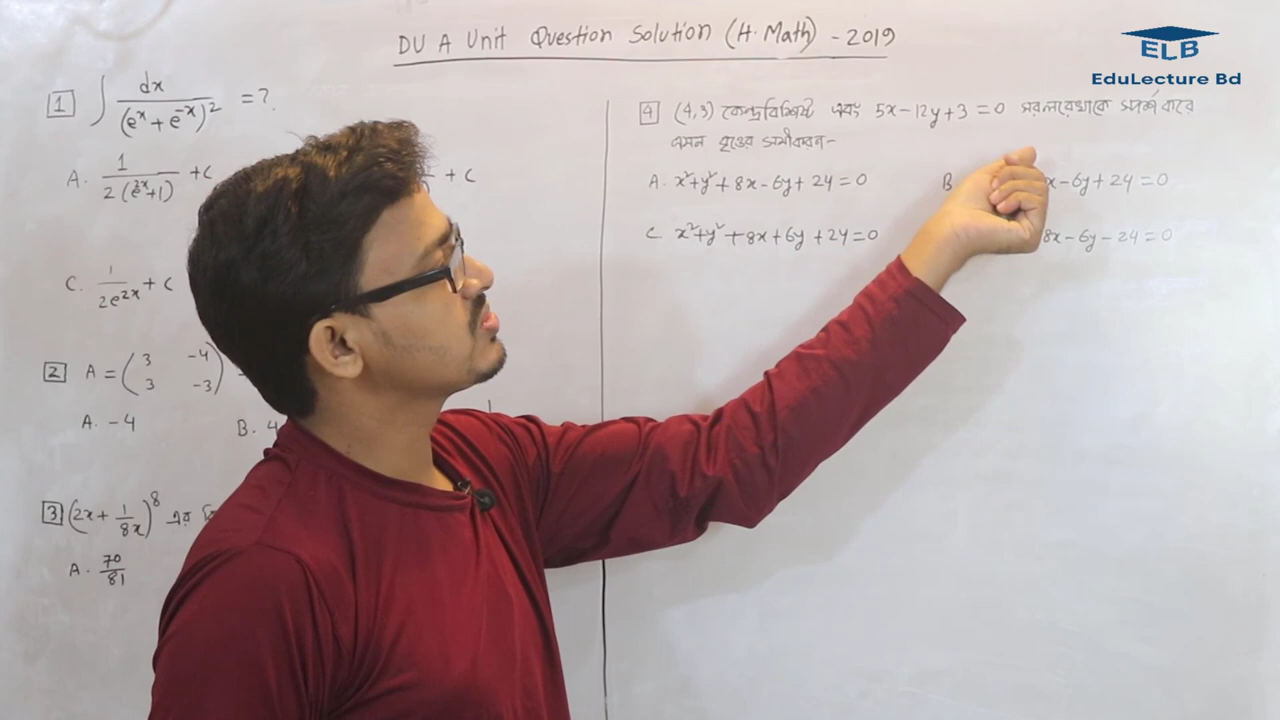 DU A Unit Question Solution (H. Math) - 2019
ELB
EduLecture Bd
1 ∫ dx/(eˣ + e⁻ˣ)² = ?
A. 1/(2(e²ˣ+1)) + c
+ c
C. 1/(2e²ˣ) + c
2 A = (3 -4
3 -3)
A. -4
B. 4
3 (2x + 1/8x)⁸ এর
A. 70/81
4 (4,3) কেন্দ্রবিশিষ্ট এবং 5x-12y+3 = 0 সরলরেখাকে স্পর্শ করে
এমন বৃত্তের সমীকরণ-
A. x²+y²+8x-6y+24=0
B
x-6y+24=0
C x²+y²+8x+6y+24=0
8x-6y-24=0